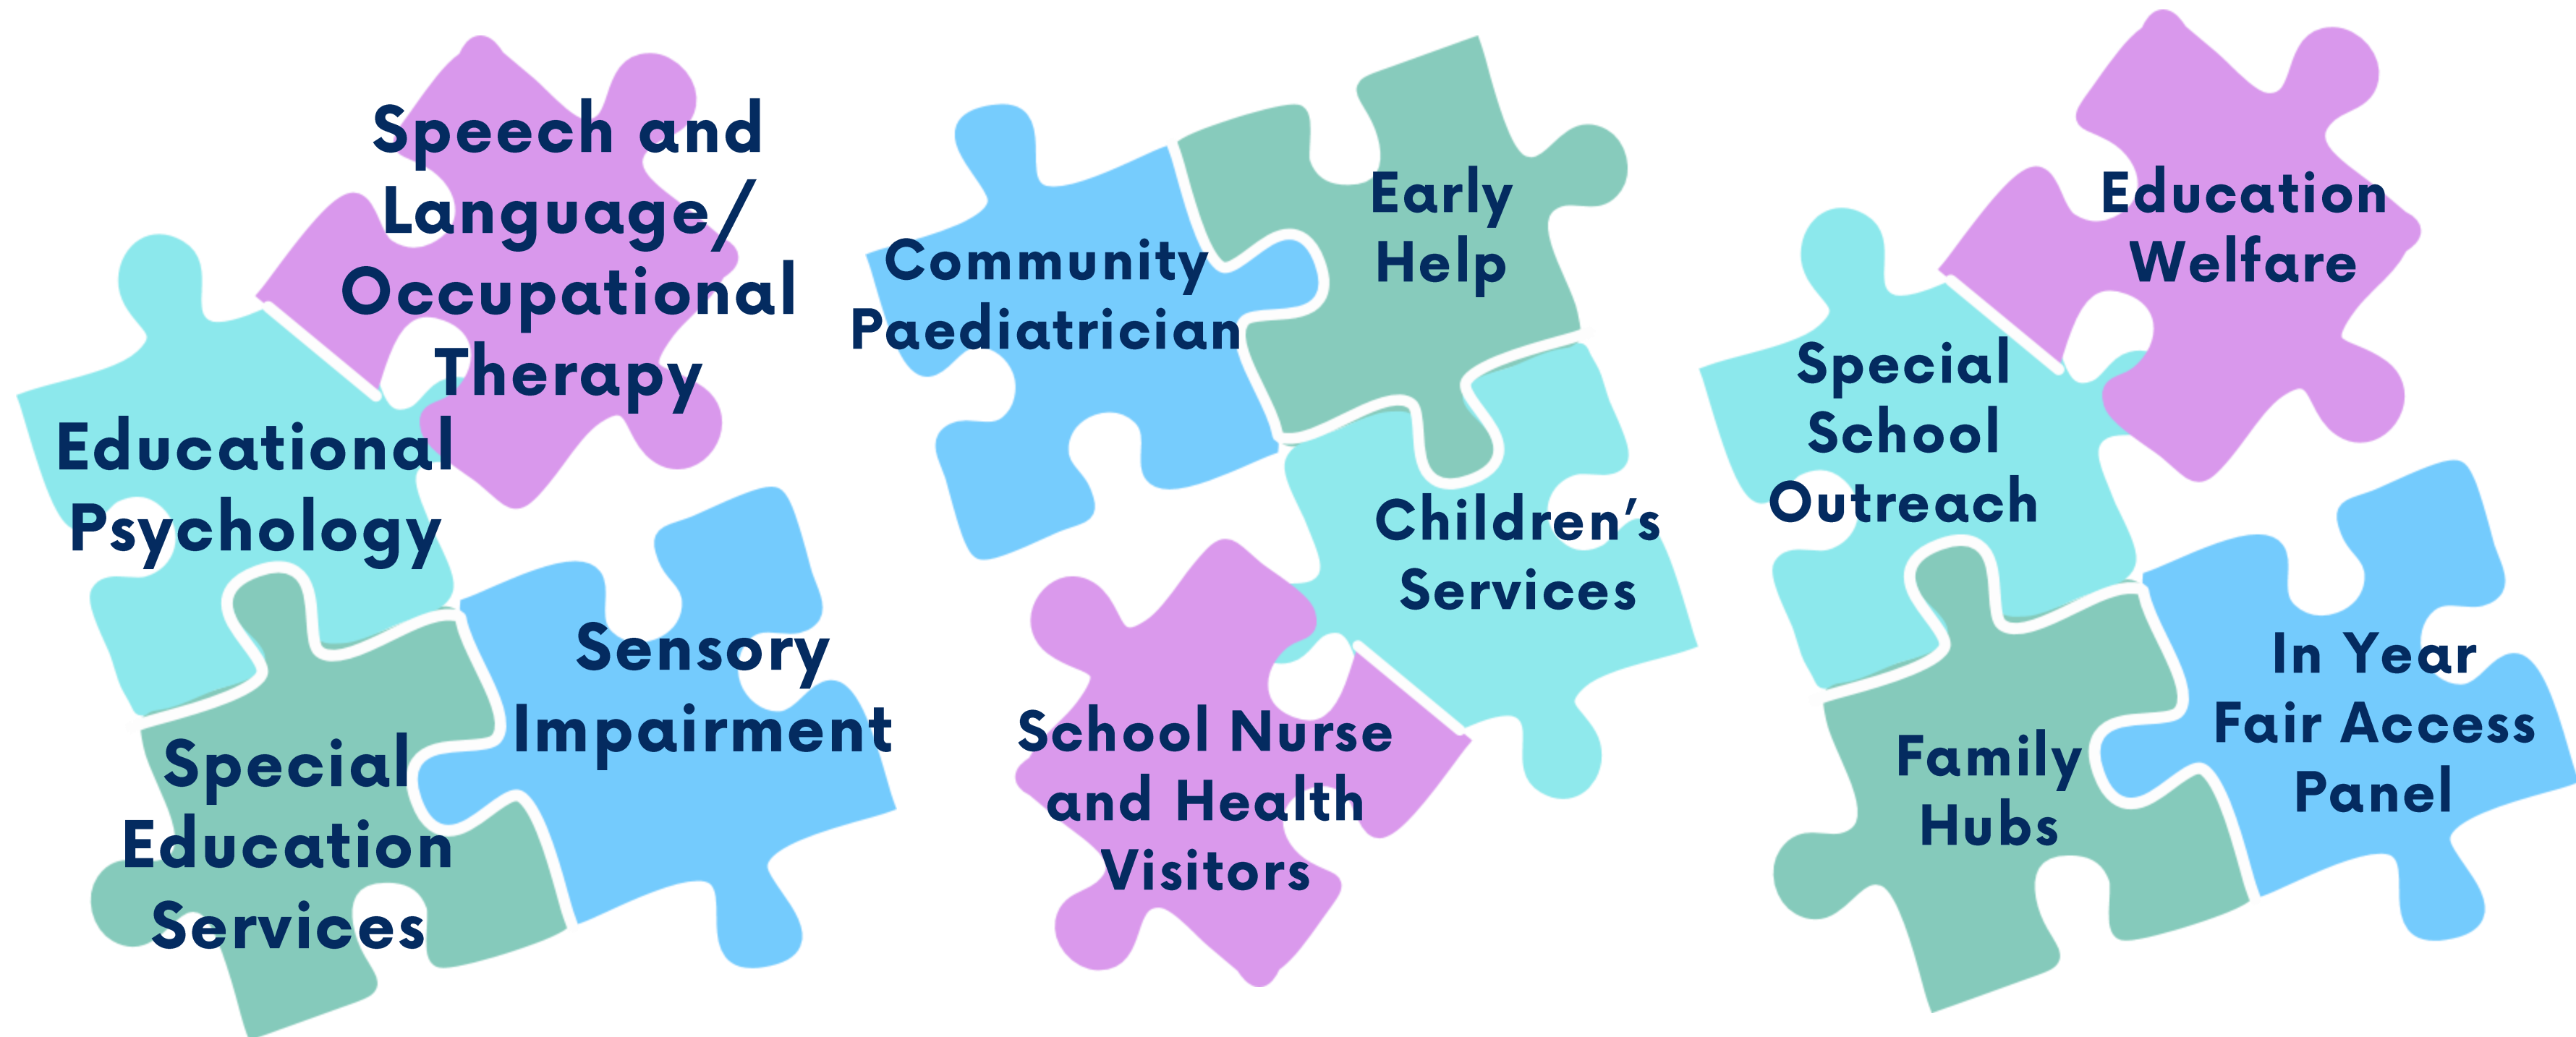 Speech and
Language/
Occupational
Therapy
Educational
Psychology
Sensory
Impairment
Special
Education
Services
Community
Paediatrician
Early
Help
Children's
Services
School Nurse
and Health
Visitors
Education
Welfare
Special
School
Outreach
In Year
Fair Access
Panel
Family
Hubs